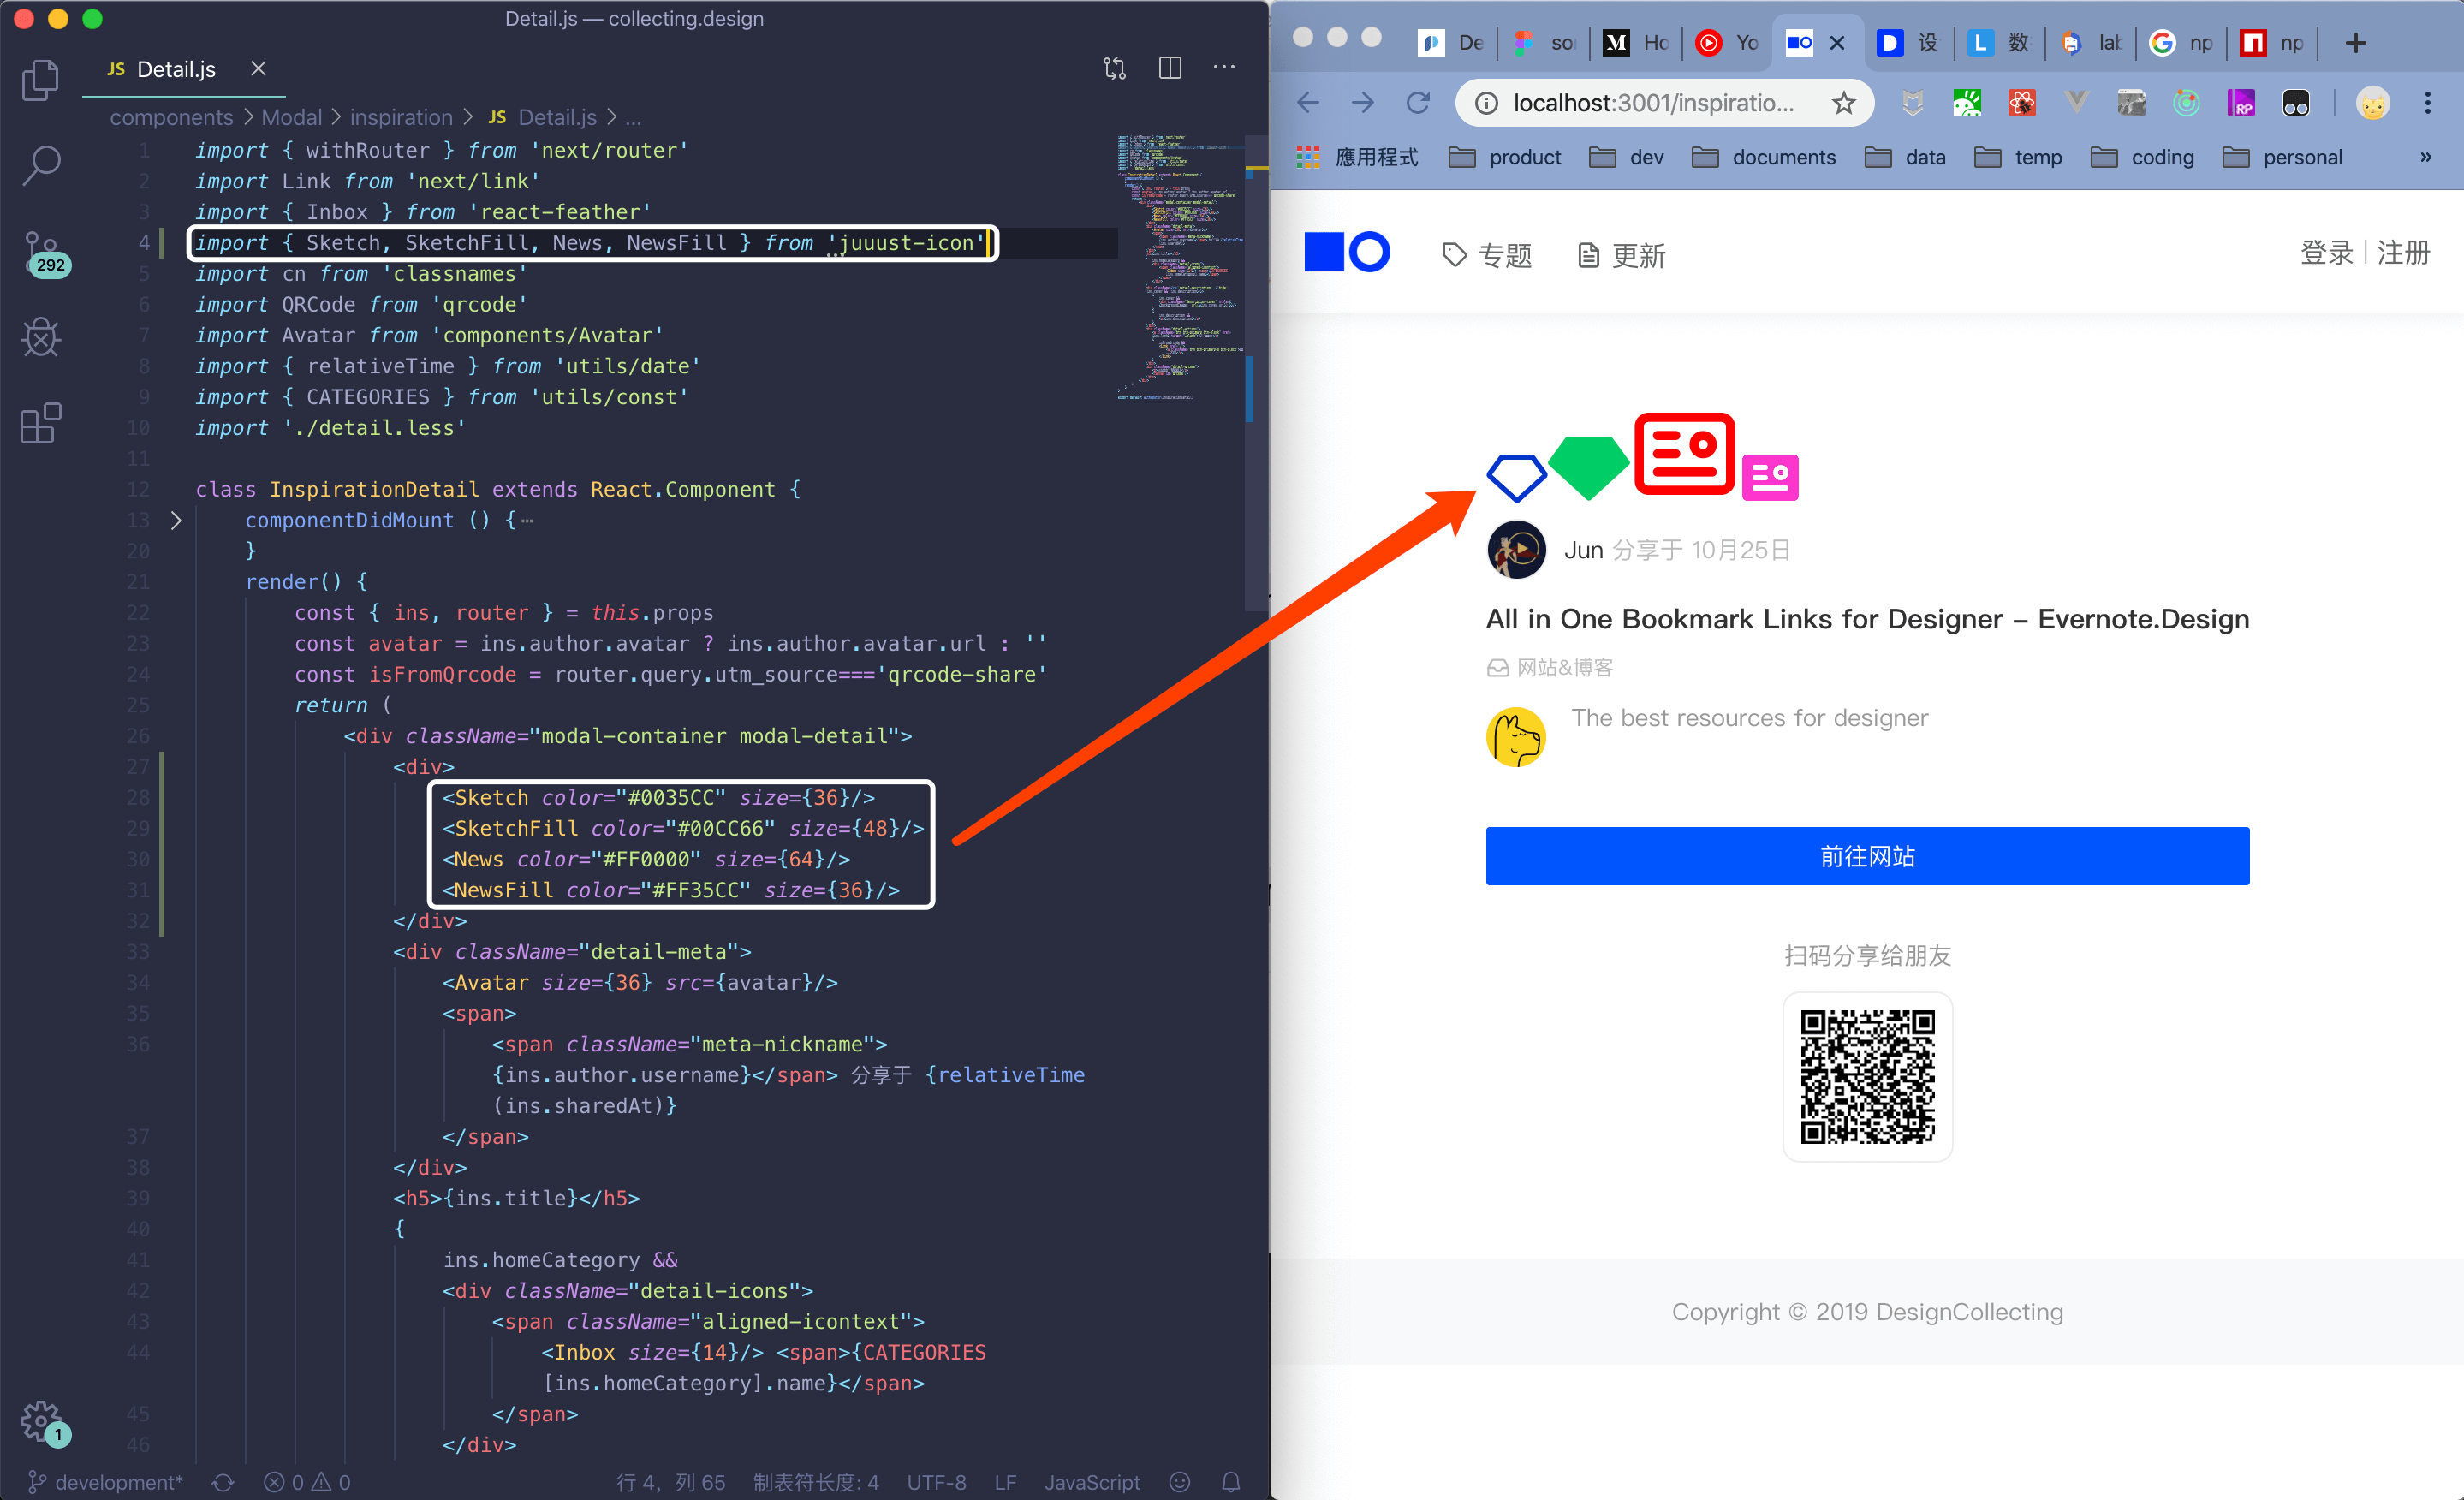 Detail.js — collecting.design
JS Detail.js
components > Modal > inspiration > JS Detail.js > ...
1 import { withRouter } from 'next/router'
2 import Link from 'next/link'
3 import { Inbox } from 'react-feather'
4 import { Sketch, SketchFill, News, NewsFill } from 'juuust-icon'
5 import cn from 'classnames'
6 import QRCode from 'qrcode'
7 import Avatar from 'components/Avatar'
8 import { relativeTime } from 'utils/date'
9 import { CATEGORIES } from 'utils/const'
10 import './detail.less'
11
12 class InspirationDetail extends React.Component {
13 componentDidMount () {⋯
20 }
21 render() {
22 const { ins, router } = this.props
23 const avatar = ins.author.avatar ? ins.author.avatar.url : ''
24 const isFromQrcode = router.query.utm_source==='qrcode-share'
25 return (
26 <div className="modal-container modal-detail">
27 <div>
28 <Sketch color="#0035CC" size={36}/>
29 <SketchFill color="#00CC66" size={48}/>
30 <News color="#FF0000" size={64}/>
31 <NewsFill color="#FF35CC" size={36}/>
32 </div>
33 <div className="detail-meta">
34 <Avatar size={36} src={avatar}/>
35 <span>
36 <span className="meta-nickname">
{ins.author.username}</span> 分享于 {relativeTime
(ins.sharedAt)}
37 </span>
38 </div>
39 <h5>{ins.title}</h5>
40 {
41 ins.homeCategory &&
42 <div className="detail-icons">
43 <span className="aligned-icontext">
44 <Inbox size={14}/> <span>{CATEGORIES
[ins.homeCategory].name}</span>
45 </span>
46 </div>
292
1
development* 0 0 行 4，列 65 制表符长度: 4 UTF-8 LF JavaScript
De so Ho Yo 设 数 lab np np
localhost:3001/inspiratio...
RP
應用程式 product dev documents data temp coding personal »
专题 更新 登录 | 注册
Jun 分享于 10月25日
All in One Bookmark Links for Designer – Evernote.Design
网站&博客
The best resources for designer
前往网站
扫码分享给朋友
Copyright © 2019 DesignCollecting